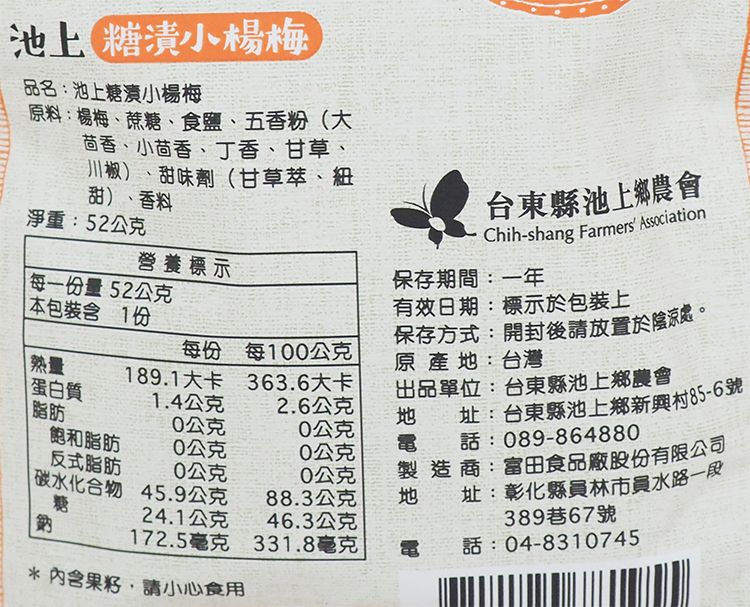 池上 糖漬小楊梅
品名：池上糖漬小楊梅
原料：楊梅、蔗糖、食鹽、五香粉（大
茴香、小茴香、丁香、甘草、
川椒）、甜味劑（甘草萃、紐
甜）、香料
淨重：52公克
營養標示
每一份量 52公克
本包裝含 1份
每份 每100公克
熱量 189.1大卡 363.6大卡
蛋白質 1.4公克 2.6公克
脂肪 0公克 0公克
飽和脂肪 0公克 0公克
反式脂肪 0公克 0公克
碳水化合物 45.9公克 88.3公克
糖 24.1公克 46.3公克
鈉 172.5毫克 331.8毫克
＊內含果籽，請小心食用
台東縣池上鄉農會
Chih-shang Farmers' Association
保存期間：一年
有效日期：標示於包裝上
保存方式：開封後請放置於陰涼處。
原產地：台灣
出品單位：台東縣池上鄉農會
地址：台東縣池上鄉新興村85-6號
電話：089-864880
製造商：富田食品廠股份有限公司
地址：彰化縣員林市員水路一段
389巷67號
電話：04-8310745